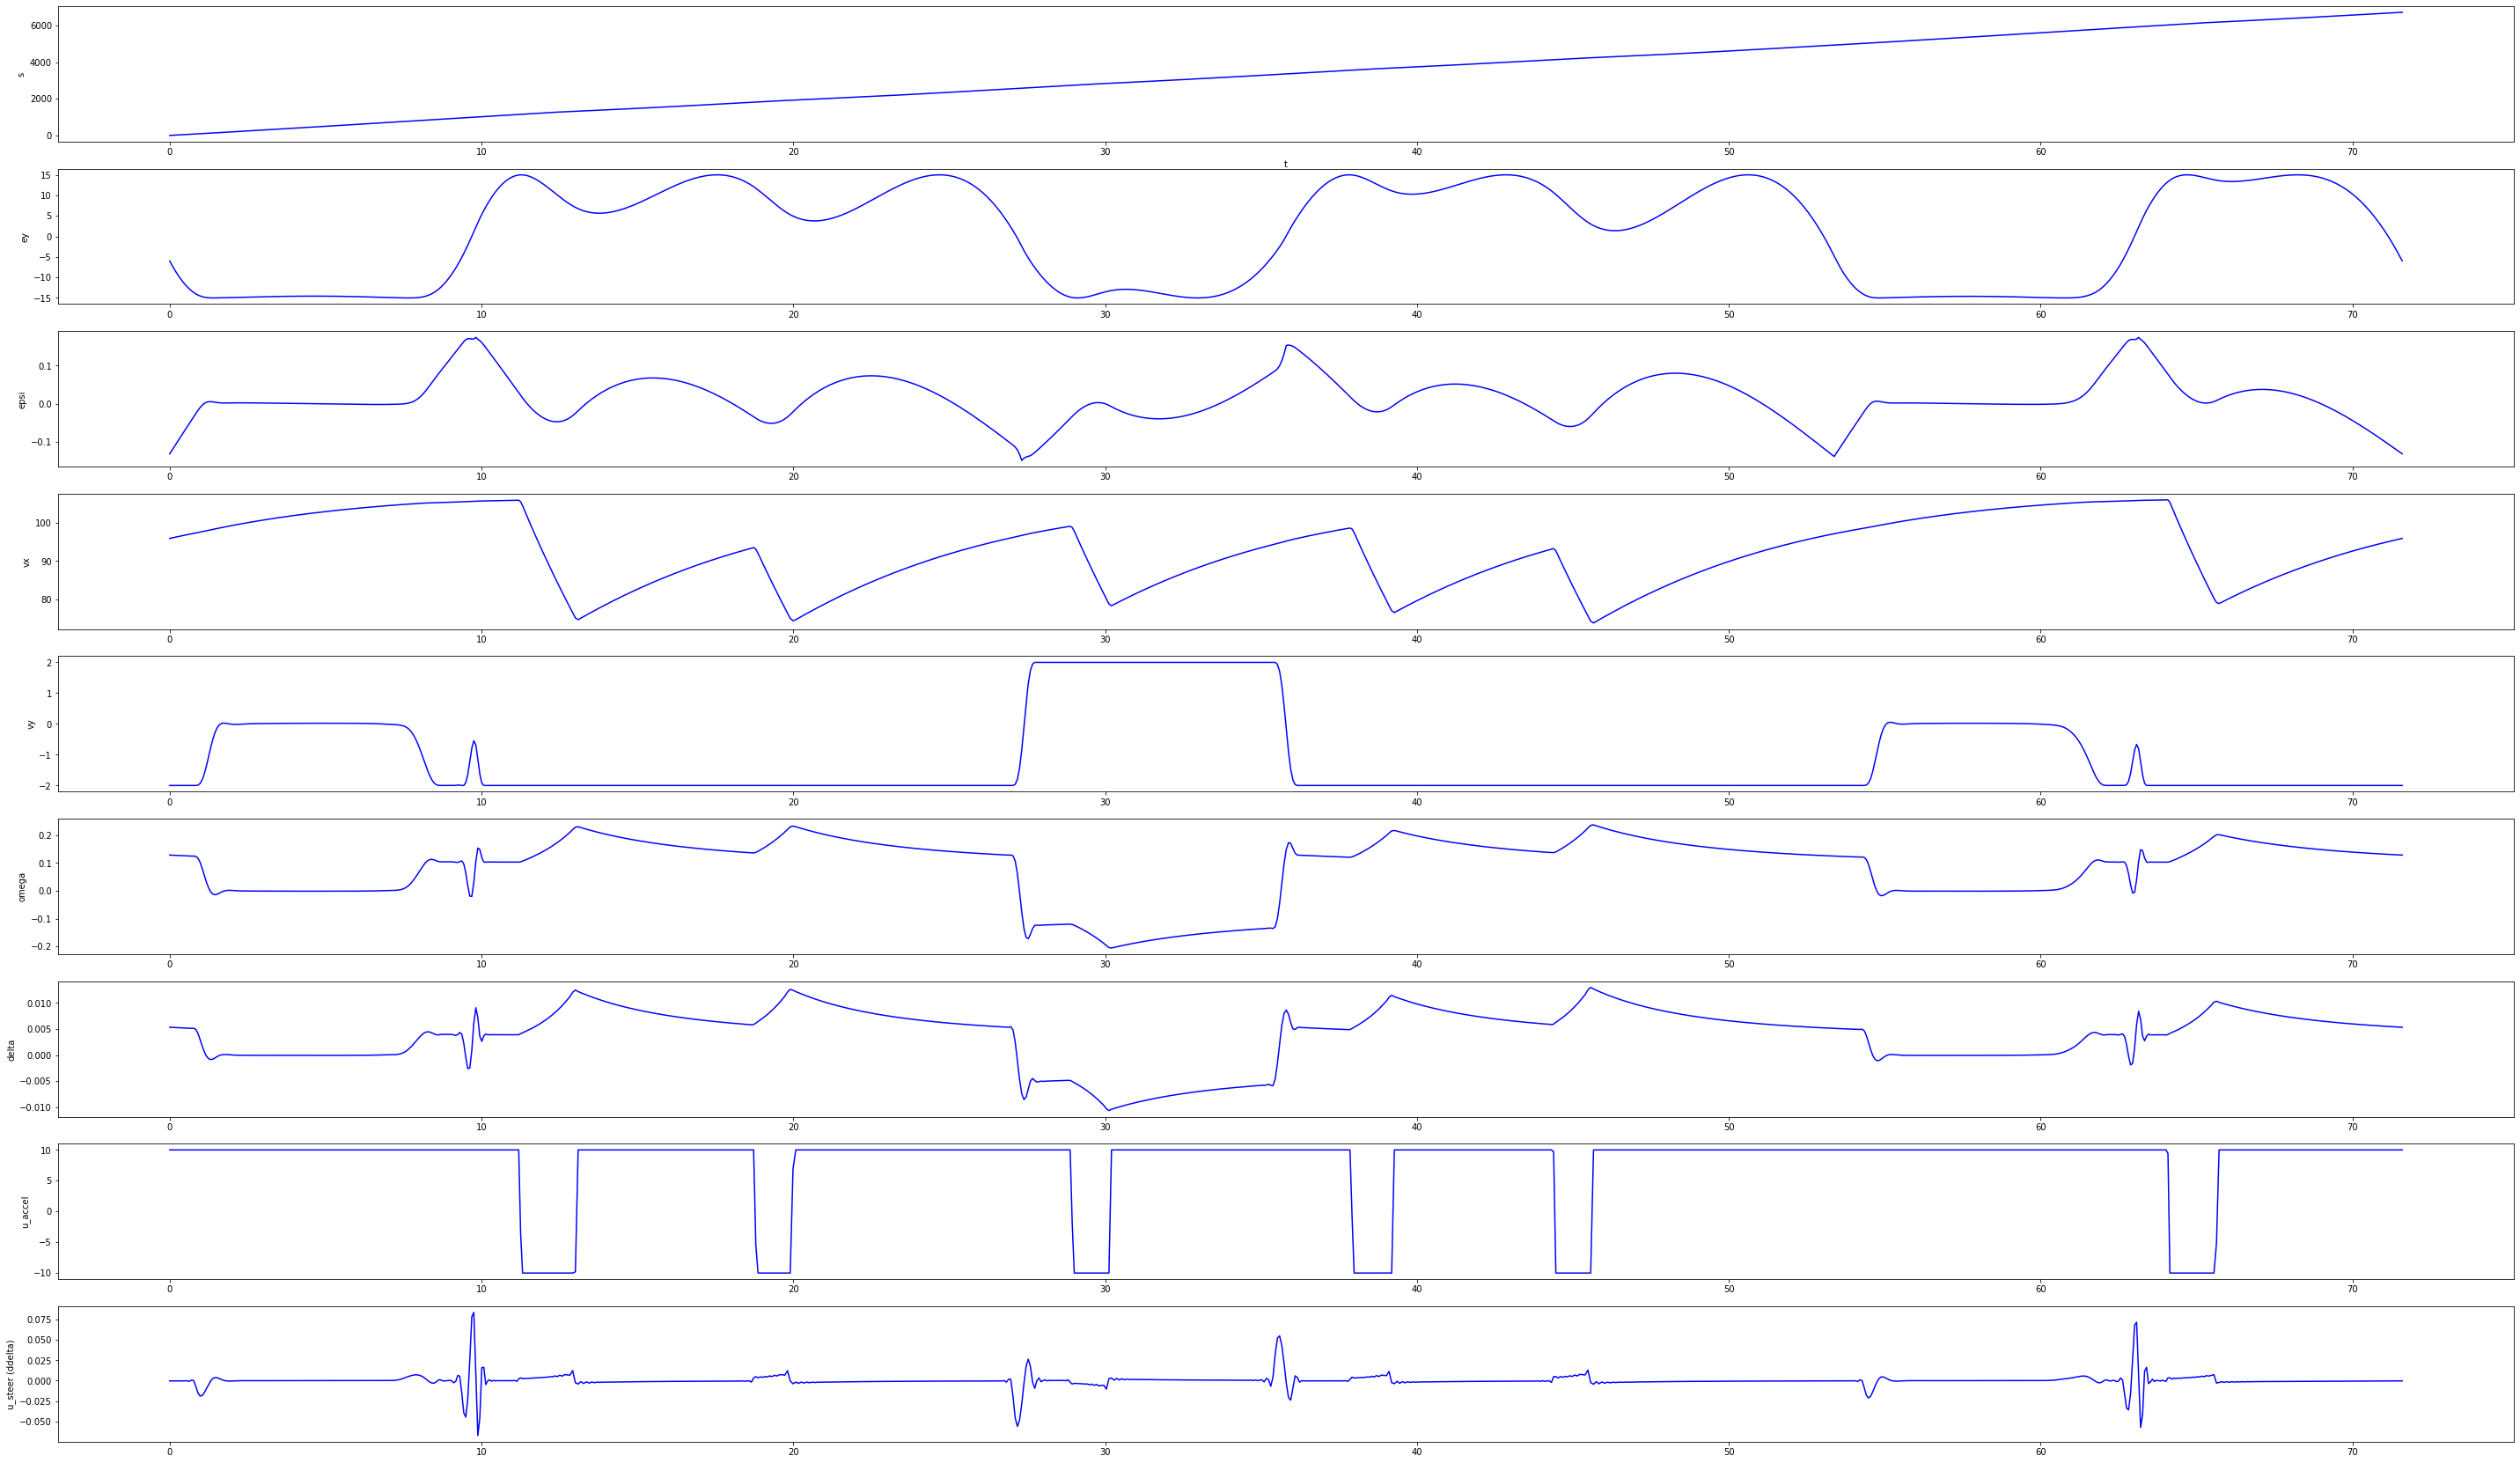 6000
4000
2000
0
s
0 10 20 30 40 50 60 70
t
15
10
5
0
−5
−10
−15
ey
0 10 20 30 40 50 60 70
0.1
0.0
−0.1
epsi
0 10 20 30 40 50 60 70
100
90
80
vx
0 10 20 30 40 50 60 70
2
1
0
−1
−2
vy
0 10 20 30 40 50 60 70
0.2
0.1
0.0
−0.1
−0.2
omega
0 10 20 30 40 50 60 70
0.010
0.005
0.000
−0.005
−0.010
delta
0 10 20 30 40 50 60 70
10
5
0
−5
−10
u_accel
0 10 20 30 40 50 60 70
0.075
0.050
0.025
0.000
−0.025
−0.050
u_steer (ddelta)
0 10 20 30 40 50 60 70